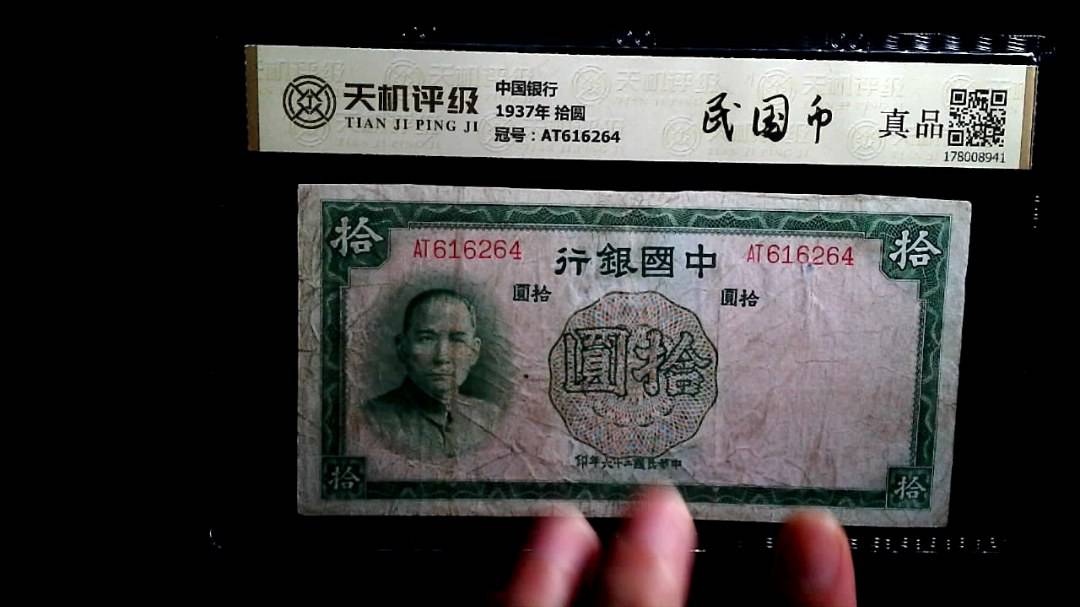 天机评级
TIAN JI PING JI
中国银行
1937年 拾圆
冠号：AT616264
民国币
真品
178008941
拾
拾
AT616264
行銀國中
AT616264
圓拾
圓拾
圓拾
印年六十二國民華中
拾
拾